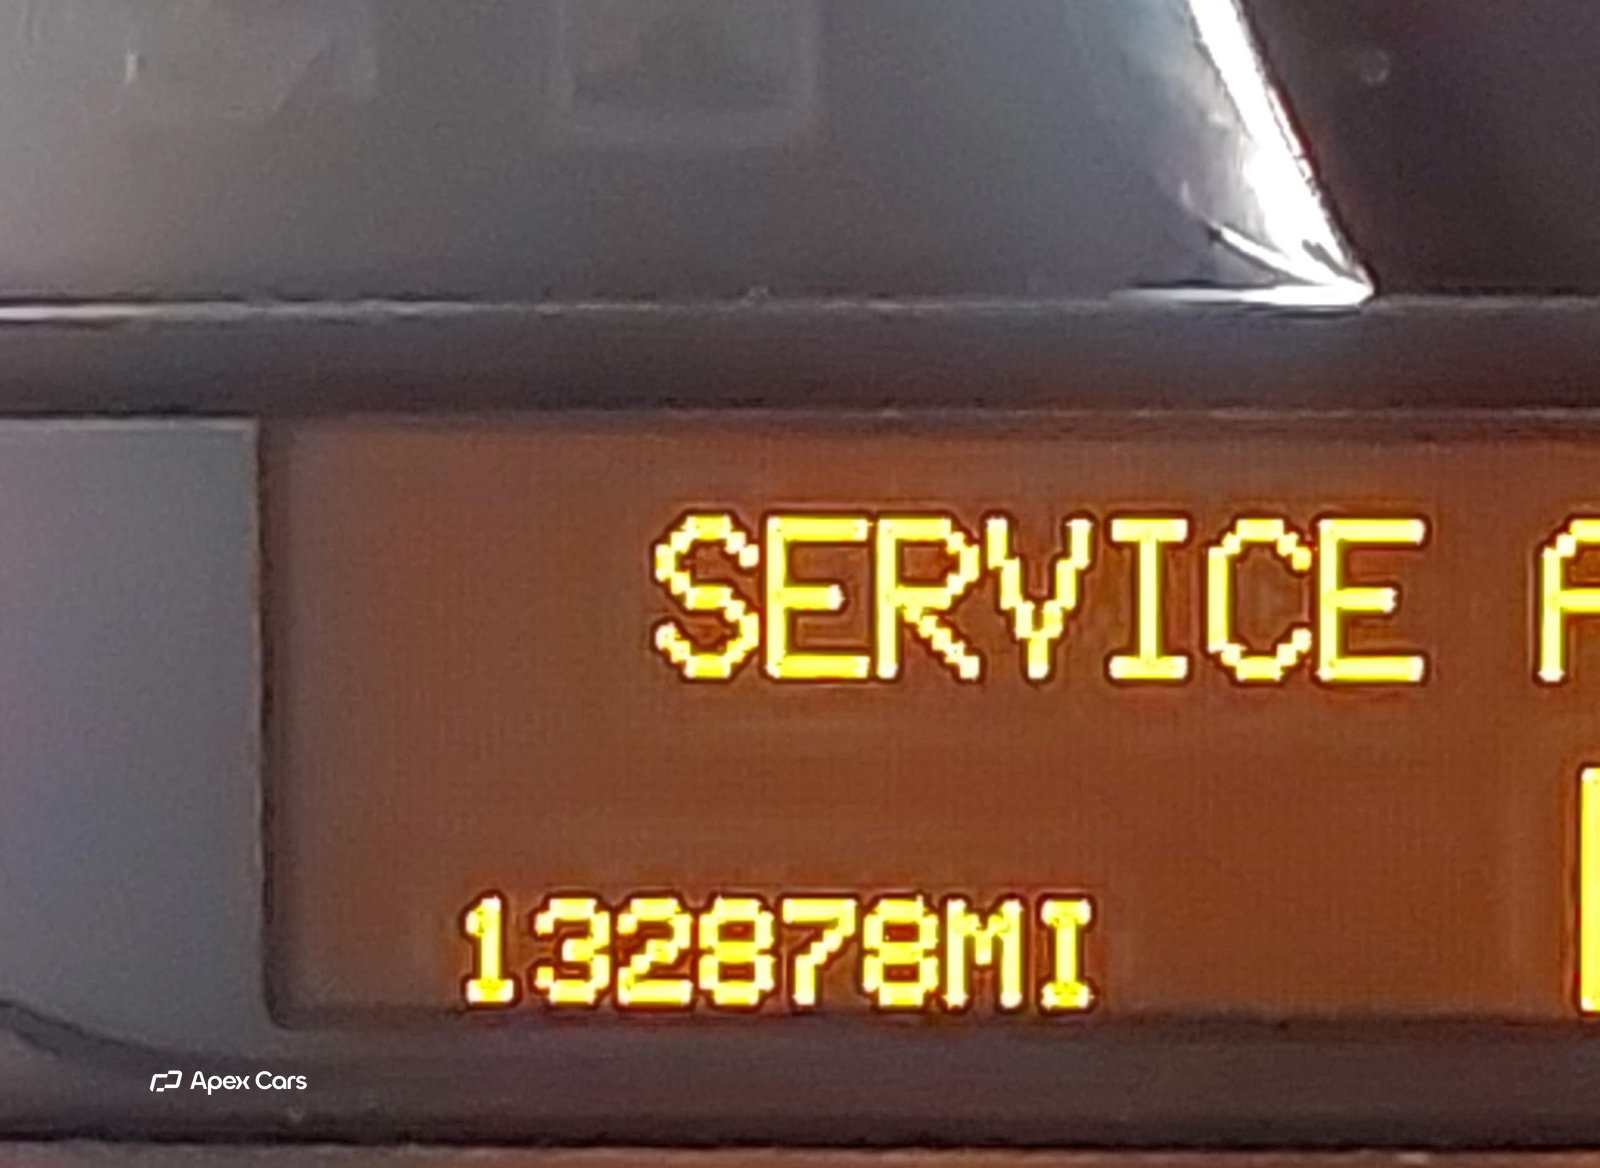 SERVICE A
132878MI
Apex Cars